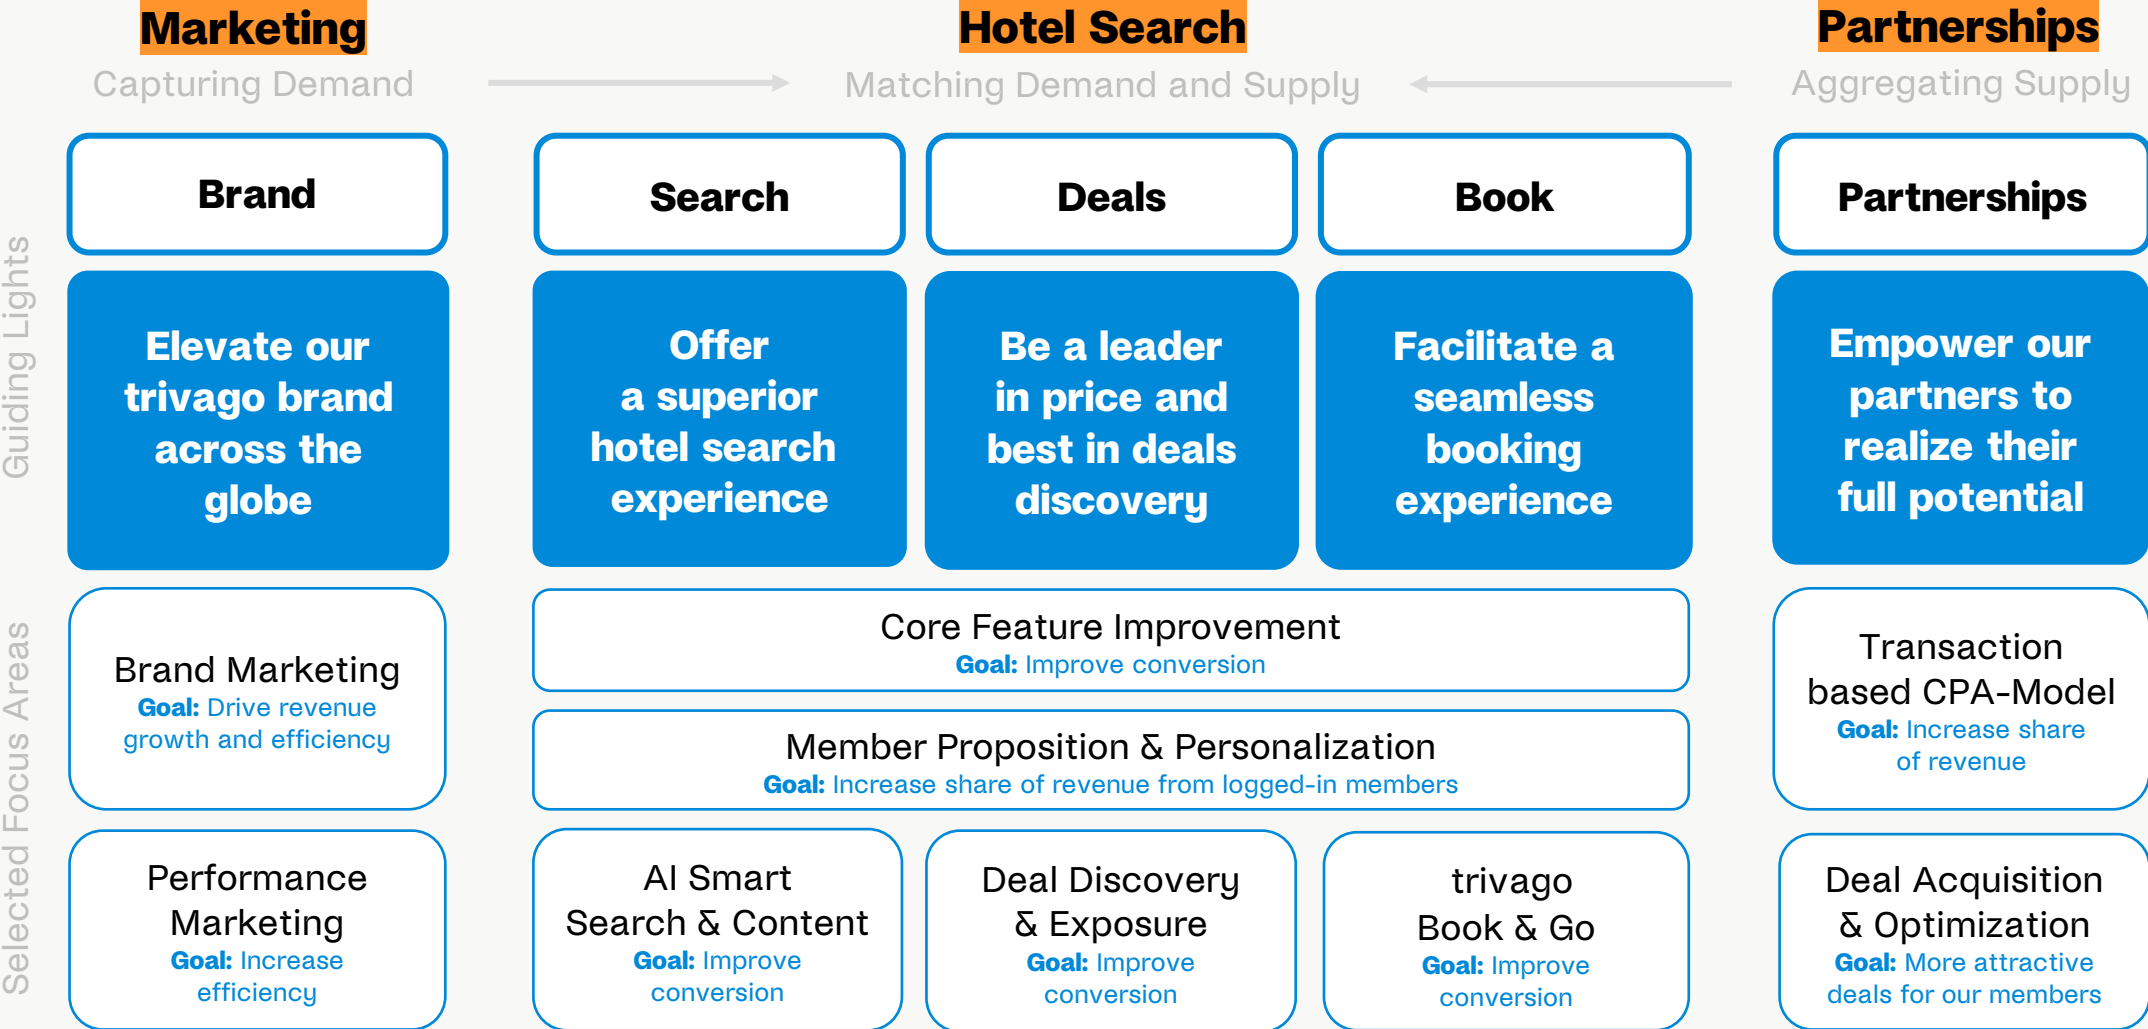 Marketing
Capturing Demand
Hotel Search
Matching Demand and Supply
Partnerships
Aggregating Supply
Brand
Search
Deals
Book
Partnerships
Guiding Lights
Elevate our
trivago brand
across the
globe
Offer
a superior
hotel search
experience
Be a leader
in price and
best in deals
discovery
Facilitate a
seamless
booking
experience
Empower our
partners to
realize their
full potential
Selected Focus Areas
Brand Marketing
Goal: Drive revenue
growth and efficiency
Core Feature Improvement
Goal: Improve conversion
Member Proposition & Personalization
Goal: Increase share of revenue from logged-in members
Transaction
based CPA-Model
Goal: Increase share
of revenue
Performance
Marketing
Goal: Increase
efficiency
AI Smart
Search & Content
Goal: Improve
conversion
Deal Discovery
& Exposure
Goal: Improve
conversion
trivago
Book & Go
Goal: Improve
conversion
Deal Acquisition
& Optimization
Goal: More attractive
deals for our members